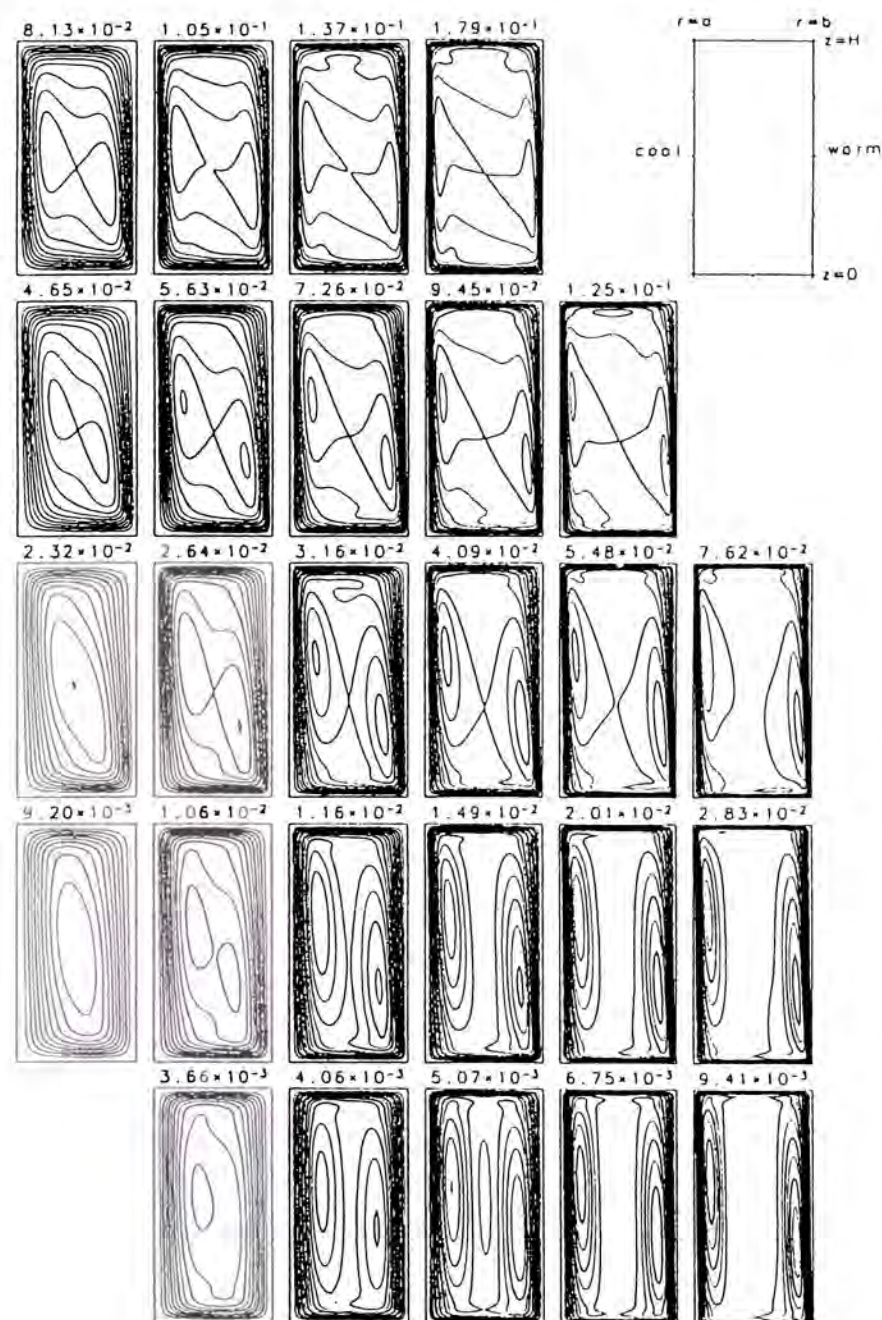 r=a r=b
8.13×10-2 1.05×10-1 1.37×10-1 1.79×10-1
z=H
cool warm
z=0
4.65×10-2 5.63×10-2 7.26×10-2 9.45×10-2 1.25×10-1
2.32×10-2 2.64×10-2 3.16×10-2 4.09×10-2 5.48×10-2 7.62×10-2
9.20×10-3 1.06×10-2 1.16×10-2 1.49×10-2 2.01×10-2 2.83×10-2
3.66×10-3 4.06×10-3 5.07×10-3 6.75×10-3 9.41×10-3